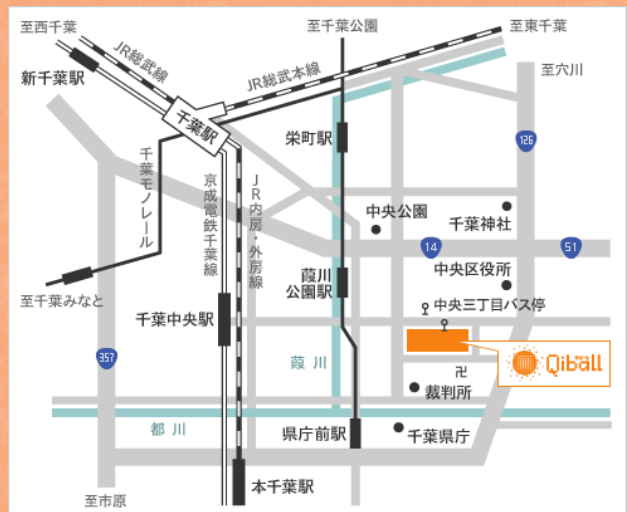 至西千葉
至千葉公園
至東千葉
JR総武線
新千葉駅
JR総武本線
至穴川
千葉駅
栄町駅
126
千葉モノレール
京成電鉄千葉線
JR内房・外房線
中央公園
千葉神社
14
51
葭川
公園駅
中央区役所
至千葉みなと
中央三丁目バス停
千葉中央駅
357
葭川
Qiball
卍
裁判所
都川
県庁前駅
千葉県庁
本千葉駅
至市原